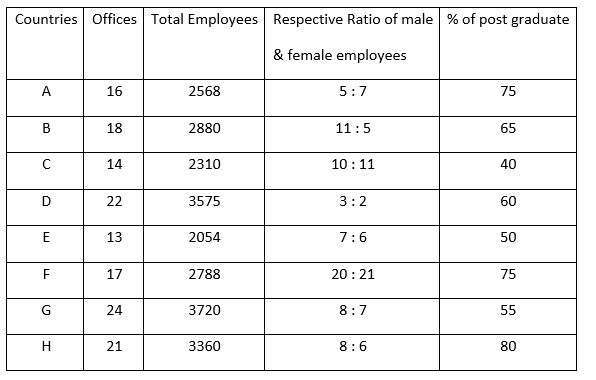 Countries Offices Total Employees Respective Ratio of male % of post graduate
& female employees
A 16 2568 5 : 7 75
B 18 2880 11 : 5 65
C 14 2310 10 : 11 40
D 22 3575 3 : 2 60
E 13 2054 7 : 6 50
F 17 2788 20 : 21 75
G 24 3720 8 : 7 55
H 21 3360 8 : 6 80